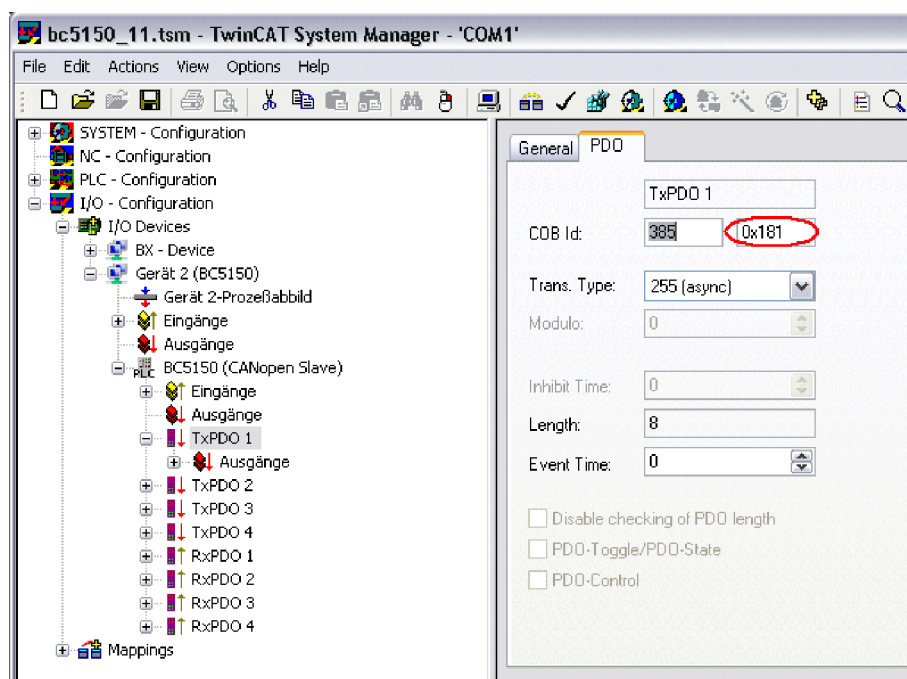 bc5150_11.tsm - TwinCAT System Manager - 'COM1'
File Edit Actions View Options Help
SYSTEM - Configuration
NC - Configuration
PLC - Configuration
I/O - Configuration
I/O Devices
BX - Device
Gerät 2 (BC5150)
Gerät 2-Prozeßabbild
Eingänge
Ausgänge
BC5150 (CANopen Slave)
PLC
Eingänge
Ausgänge
TxPDO 1
Ausgänge
TxPDO 2
TxPDO 3
TxPDO 4
RxPDO 1
RxPDO 2
RxPDO 3
RxPDO 4
Mappings
General PDO
TxPDO 1
COB Id: 385 0x181
Trans. Type: 255 (async)
Modulo: 0
Inhibit Time: 0
Length: 8
Event Time: 0
Disable checking of PDO length
PDO-Toggle/PDO-State
PDO-Control